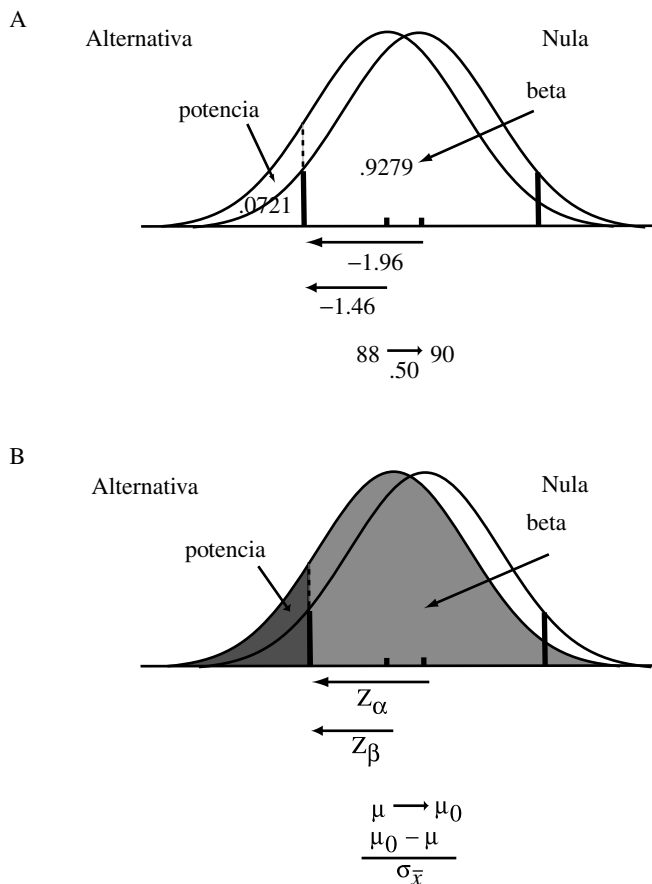 A
Alternativa
Nula
beta
potencia
.9279
.0721
−1.96
−1.46
88 → 90
.50
B
Alternativa
Nula
beta
potencia
Zα
Zβ
μ → μ0
μ0 − μ
σx̄